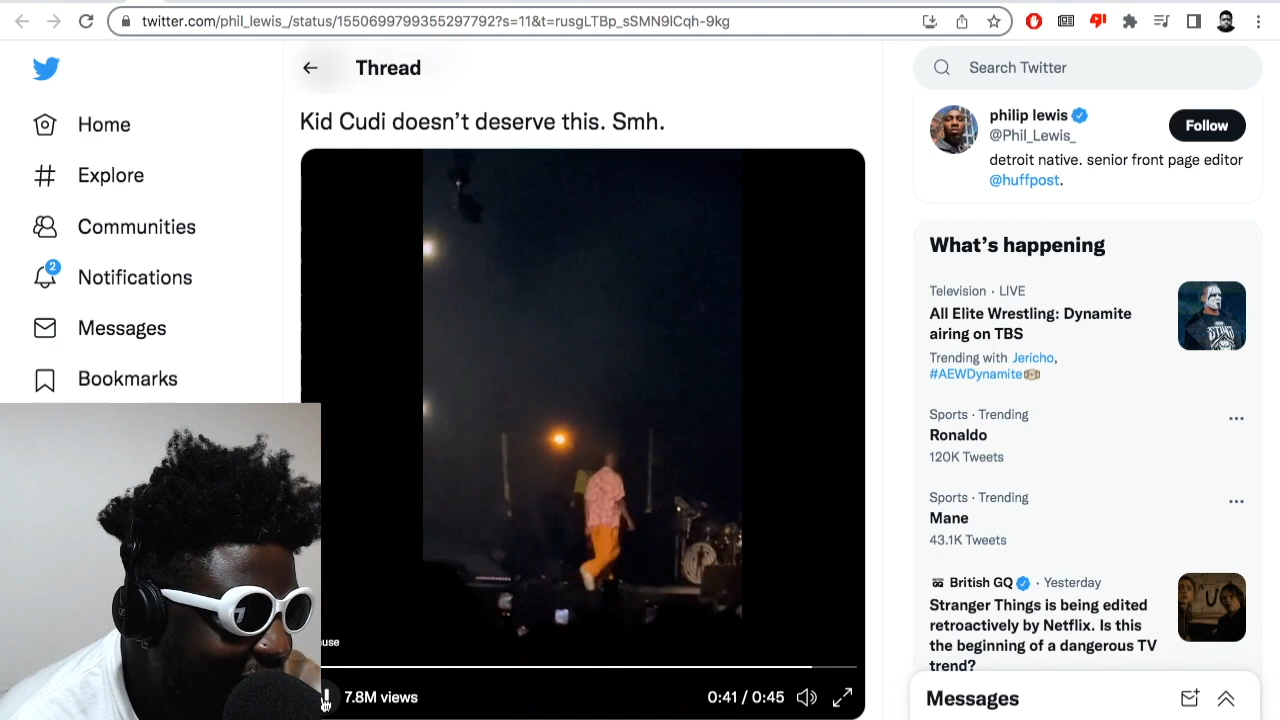 twitter.com/phil_lewis_/status/1550699799355297792?s=11&t=rusgLTBp_sSMN9lCqh-9kg
Thread
Search Twitter
Home
Explore
Communities
2
Notifications
Messages
Bookmarks
Kid Cudi doesn’t deserve this. Smh.
use
7.8M views
0:41 / 0:45
philip lewis
@Phil_Lewis_
Follow
detroit native. senior front page editor
@huffpost.
What’s happening
Television · LIVE
All Elite Wrestling: Dynamite
airing on TBS
Trending with Jericho,
#AEWDynamite
Sports · Trending
Ronaldo
120K Tweets
Sports · Trending
Mane
43.1K Tweets
British GQ · Yesterday
Stranger Things is being edited
retroactively by Netflix. Is this
the beginning of a dangerous TV
trend?
Messages